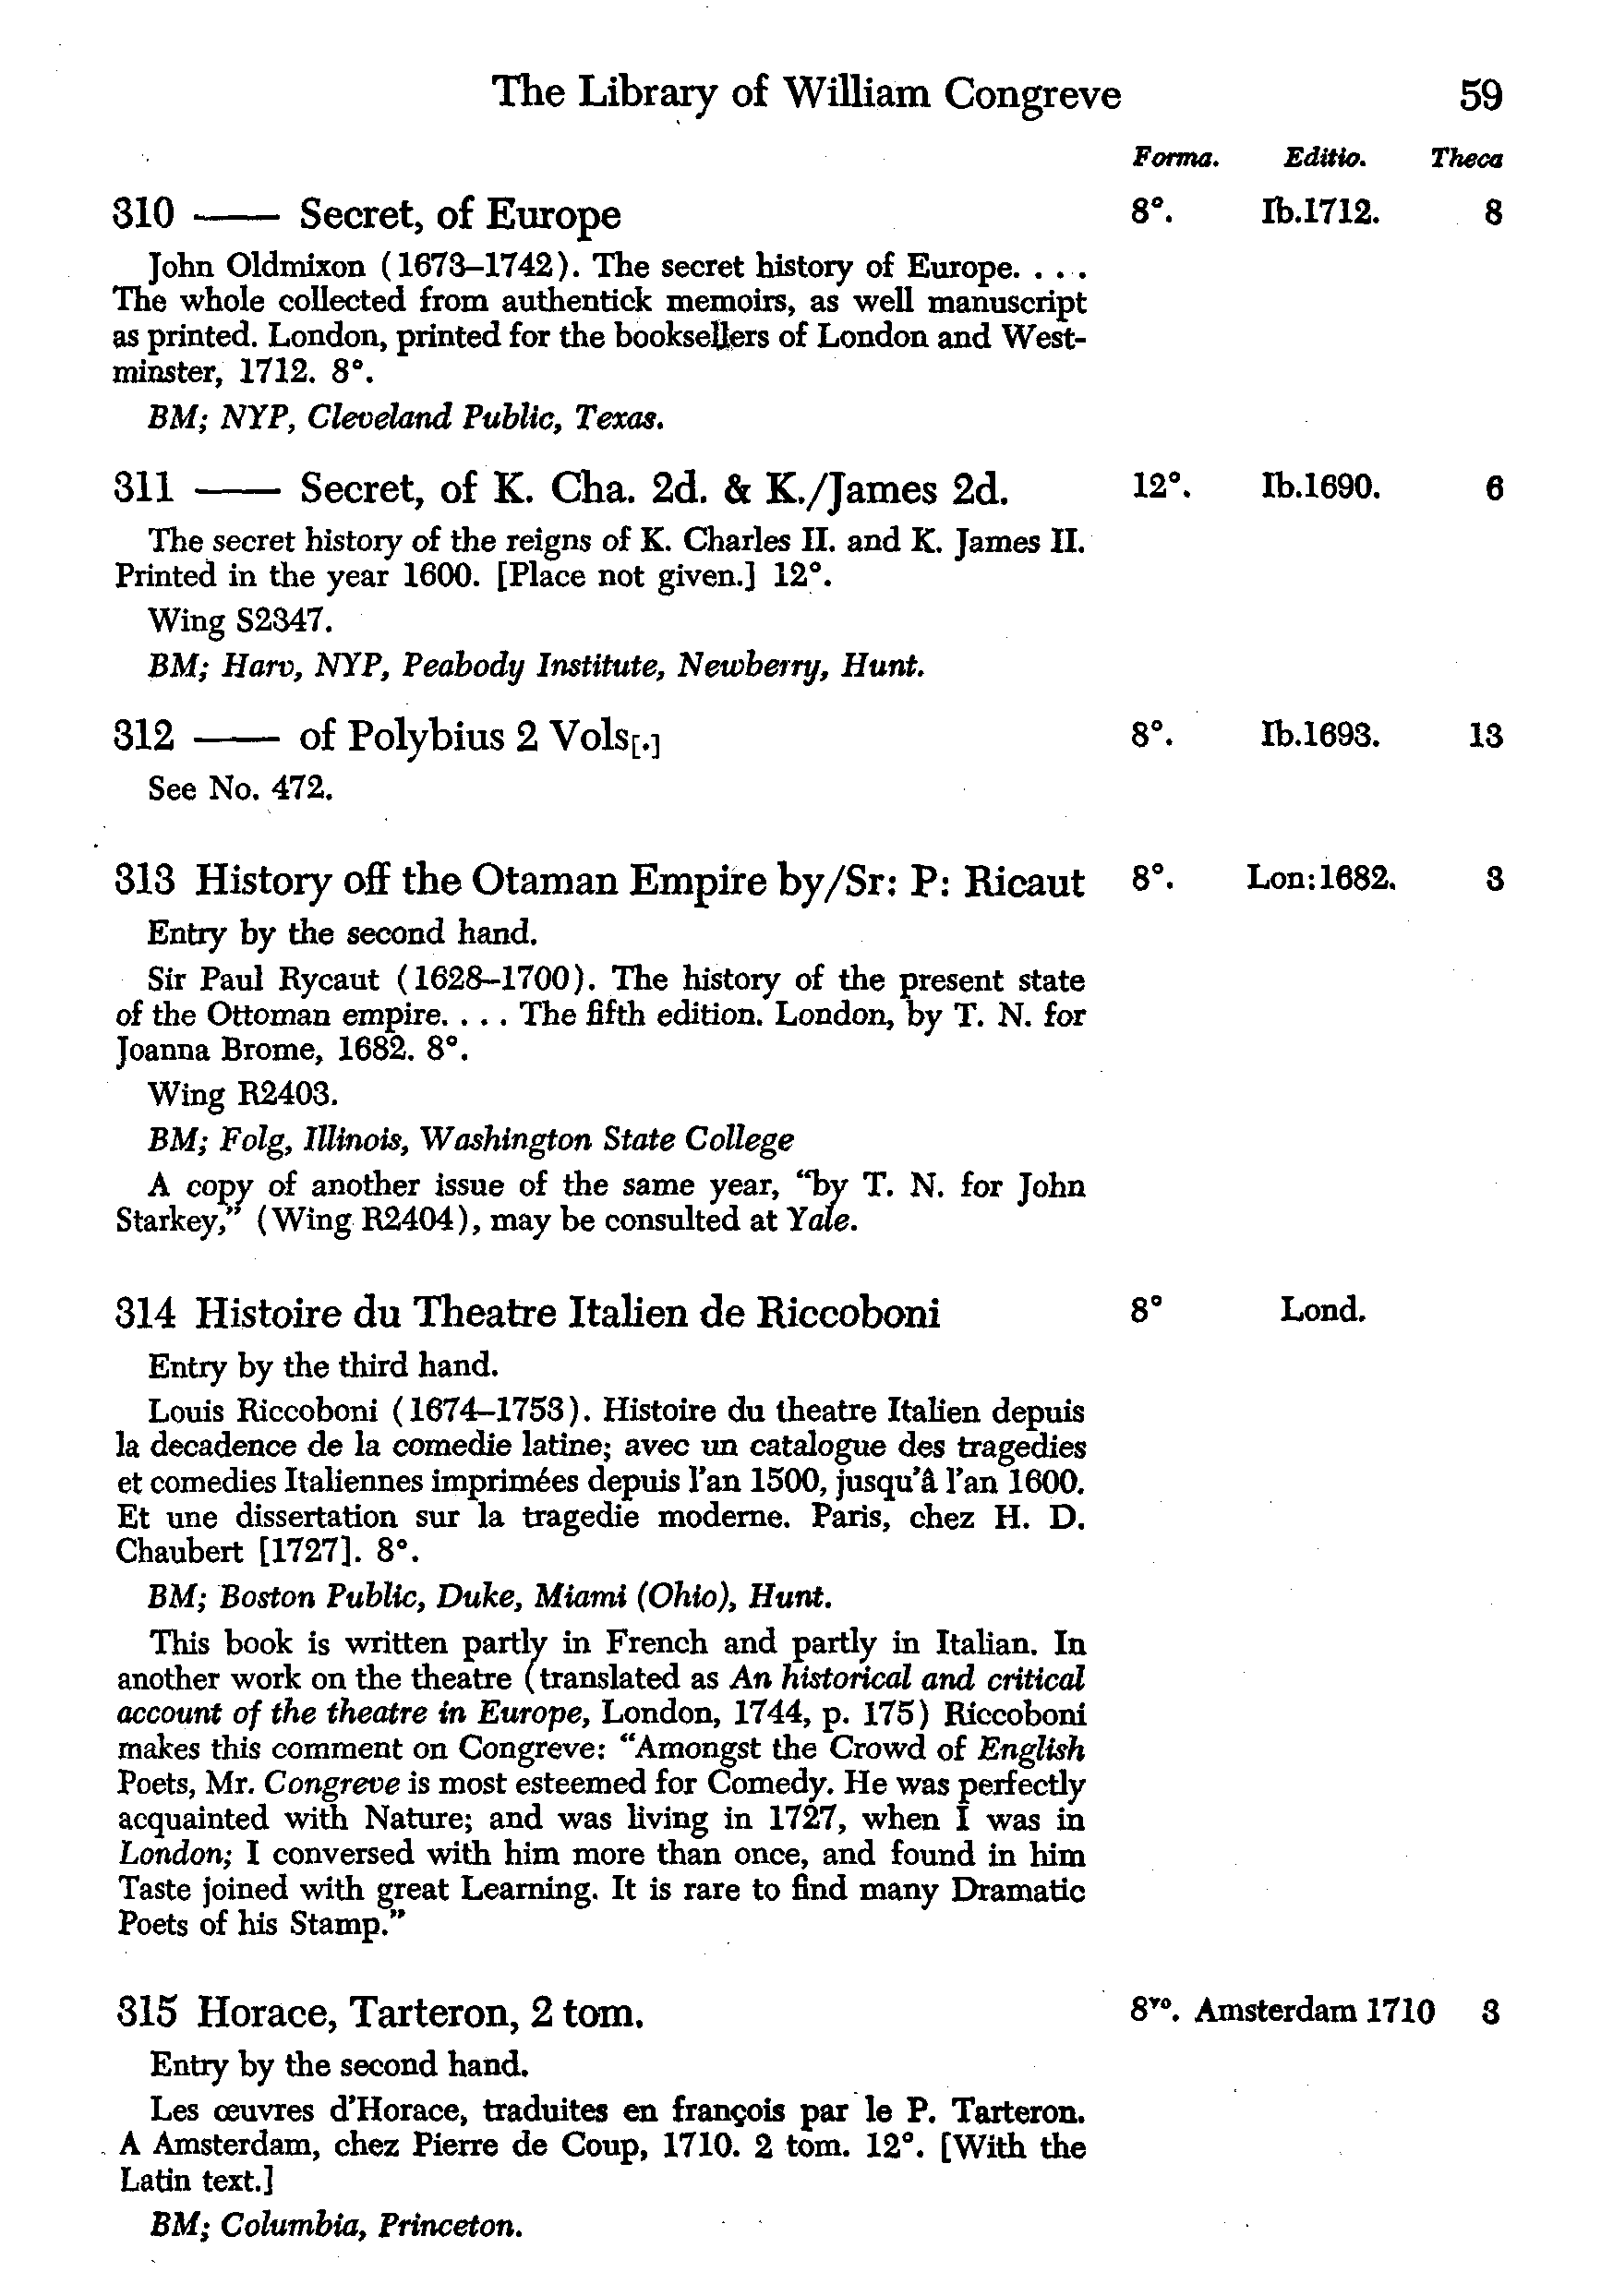 The Library of William Congreve 59
Forma. Editio. Theca
310 —— Secret, of Europe 8°. Ib.1712. 8
John Oldmixon (1673–1742). The secret history of Europe. . . .
The whole collected from authentick memoirs, as well manuscript
as printed. London, printed for the booksellers of London and West-
minster, 1712. 8°.
BM; NYP, Cleveland Public, Texas.
311 —— Secret, of K. Cha. 2d. & K./James 2d. 12°. Ib.1690. 6
The secret history of the reigns of K. Charles II. and K. James II.
Printed in the year 1600. [Place not given.] 12°.
Wing S2347.
BM; Harv, NYP, Peabody Institute, Newberry, Hunt.
312 —— of Polybius 2 Vols[.] 8°. Ib.1693. 13
See No. 472.
313 History off the Otaman Empire by/Sr: P: Ricaut 8°. Lon:1682. 3
Entry by the second hand.
Sir Paul Rycaut (1628–1700). The history of the present state
of the Ottoman empire. . . . The fifth edition. London, by T. N. for
Joanna Brome, 1682. 8°.
Wing R2403.
BM; Folg, Illinois, Washington State College
A copy of another issue of the same year, “by T. N. for John
Starkey,” (Wing R2404), may be consulted at Yale.
314 Histoire du Theatre Italien de Riccoboni 8° Lond.
Entry by the third hand.
Louis Riccoboni (1674–1753). Histoire du theatre Italien depuis
la decadence de la comedie latine; avec un catalogue des tragedies
et comedies Italiennes imprimées depuis l’an 1500, jusqu’â l’an 1600.
Et une dissertation sur la tragedie moderne. Paris, chez H. D.
Chaubert [1727]. 8°.
BM; Boston Public, Duke, Miami (Ohio), Hunt.
This book is written partly in French and partly in Italian. In
another work on the theatre (translated as An historical and critical
account of the theatre in Europe, London, 1744, p. 175) Riccoboni
makes this comment on Congreve: “Amongst the Crowd of English
Poets, Mr. Congreve is most esteemed for Comedy. He was perfectly
acquainted with Nature; and was living in 1727, when I was in
London; I conversed with him more than once, and found in him
Taste joined with great Learning. It is rare to find many Dramatic
Poets of his Stamp.”
315 Horace, Tarteron, 2 tom. 8vo. Amsterdam 1710 3
Entry by the second hand.
Les œuvres d’Horace, traduites en françois par le P. Tarteron.
A Amsterdam, chez Pierre de Coup, 1710. 2 tom. 12°. [With the
Latin text.]
BM; Columbia, Princeton.